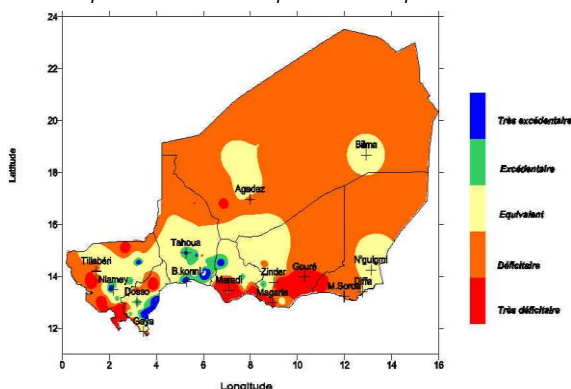 24
22
20
18
16
14
12
Latitude
0
2
4
6
8
10
12
14
16
Longitude
Bilma
Agadaz
Tahoua
Tillabéri
N'guigmi
B.konni
Zinder
Gouré
Niamey
Maradi
Diffa
Dosso
Magaria
M.Soroa
Gaya
Très excédentaire
Excédentaire
Equivalent
Déficitaire
Très déficitaire